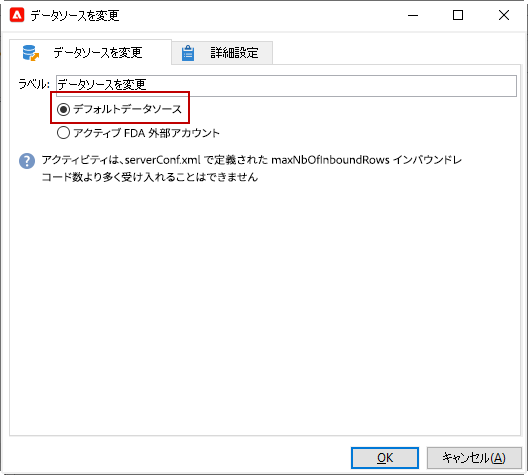 データソースを変更
データソースを変更
詳細設定
ラベル: データソースを変更
デフォルトデータソース
アクティブ FDA 外部アカウント
アクティビティは、serverConf.xml で定義された maxNbOfInboundRows インバウンドレ
コード数より多く受け入れることはできません
OK
キャンセル(A)